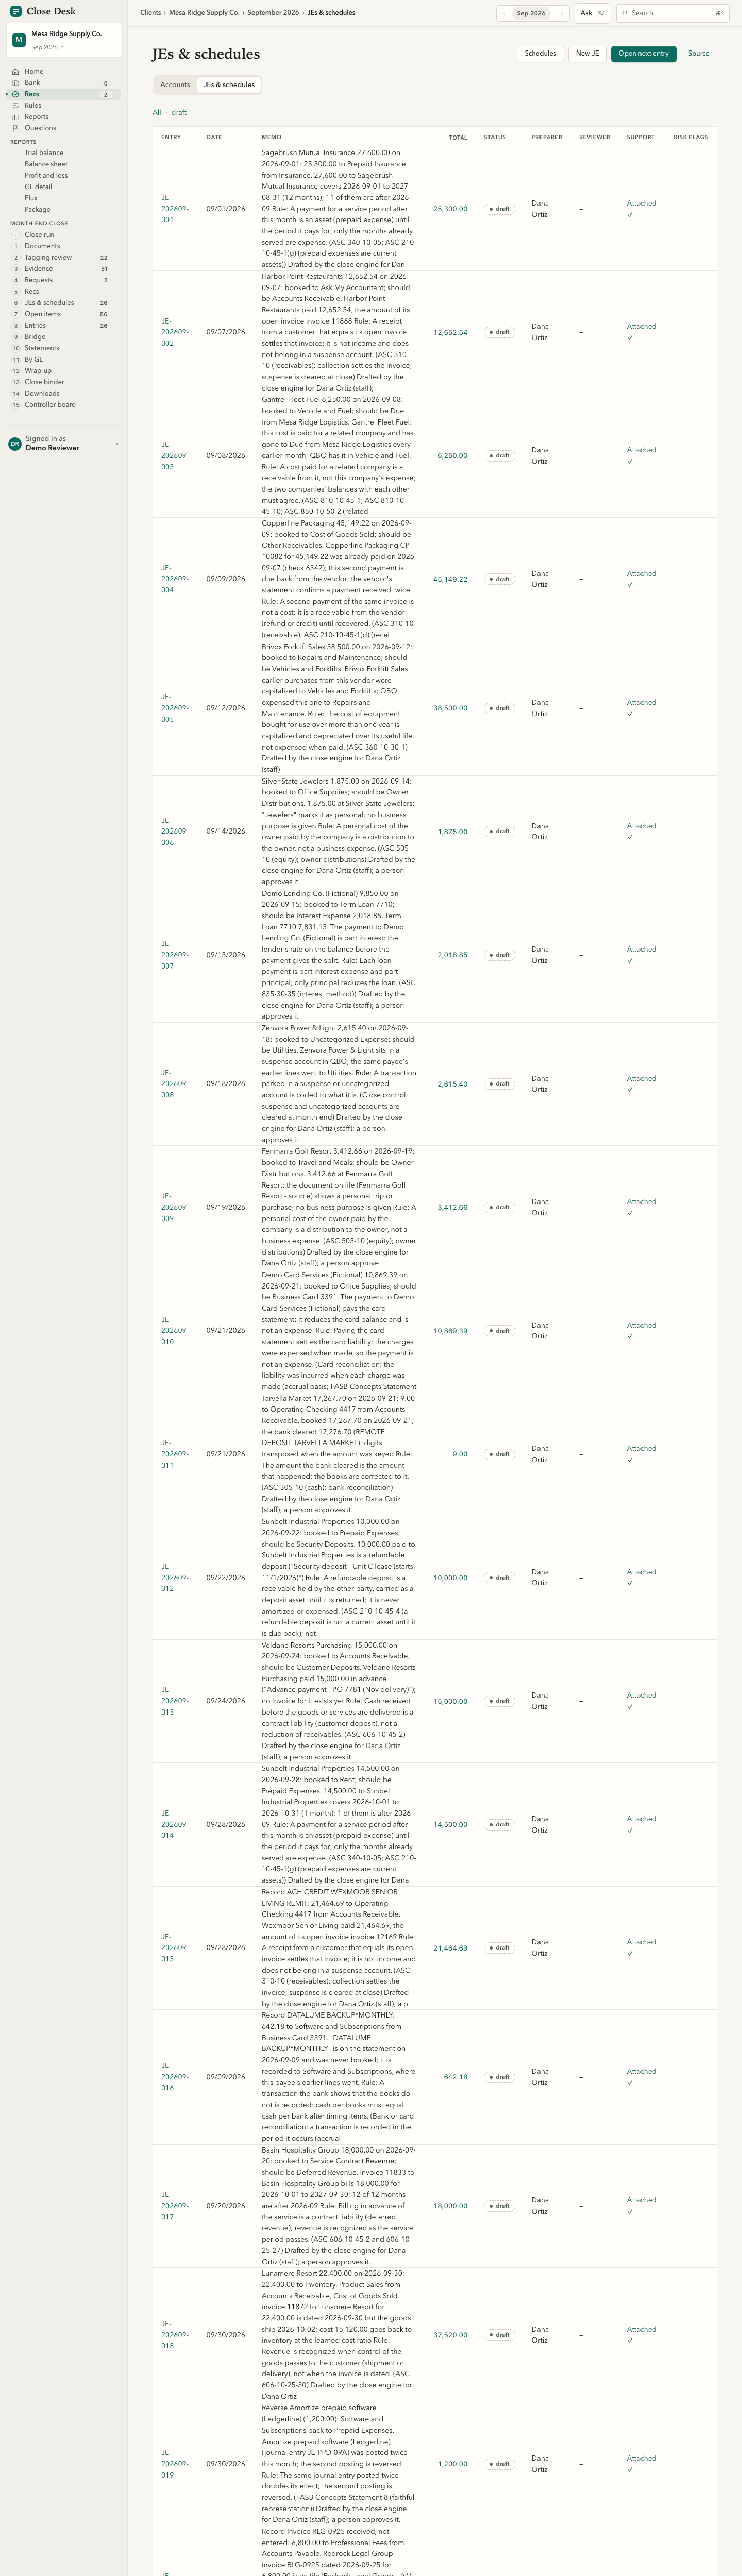 Close Desk
M
Mesa Ridge Supply Co.
Sep 2026
Home
Bank 0
Recs 2
Rules
Reports
Questions
REPORTS
Trial balance
Balance sheet
Profit and loss
GL detail
Flux
Package
MONTH-END CLOSE
Close run
1 Documents
2 Tagging review 22
3 Evidence 51
4 Requests 2
5 Recs
6 JEs & schedules 26
7 Open items 56
8 Entries 26
9 Bridge
10 Statements
11 By GL
12 Wrap-up
13 Close binder
14 Downloads
15 Controller board
DR
Signed in as
Demo Reviewer
Clients › Mesa Ridge Supply Co. › September 2026 › JEs & schedules
‹ Sep 2026 ›
Ask ⌘J
Search ⌘K
JEs & schedules
Schedules
New JE
Open next entry
Source
Accounts
JEs & schedules
All · draft
ENTRY DATE MEMO TOTAL STATUS PREPARER REVIEWER SUPPORT RISK FLAGS
JE-
202609-
001
09/01/2026
Sagebrush Mutual Insurance 27,600.00 on
2026-09-01: 25,300.00 to Prepaid Insurance
from Insurance. 27,600.00 to Sagebrush
Mutual Insurance covers 2026-09-01 to 2027-
08-31 (12 months); 11 of them are after 2026-
09 Rule: A payment for a service period after
this month is an asset (prepaid expense) until
the period it pays for; only the months already
served are expense. (ASC 340-10-05; ASC 210-
10-45-1(g) (prepaid expenses are current
assets)) Drafted by the close engine for Dan
25,300.00
draft
Dana
Ortiz
—
Attached
✓
JE-
202609-
002
09/07/2026
Harbor Point Restaurants 12,652.54 on 2026-
09-07: booked to Ask My Accountant; should
be Accounts Receivable. Harbor Point
Restaurants paid 12,652.54, the amount of its
open invoice invoice 11868 Rule: A receipt
from a customer that equals its open invoice
settles that invoice; it is not income and does
not belong in a suspense account. (ASC 310-
10 (receivables): collection settles the invoice;
suspense is cleared at close) Drafted by the
close engine for Dana Ortiz (staff);
12,652.54
draft
Dana
Ortiz
—
Attached
✓
JE-
202609-
003
09/08/2026
Gantrel Fleet Fuel 6,250.00 on 2026-09-08:
booked to Vehicle and Fuel; should be Due
from Mesa Ridge Logistics. Gantrel Fleet Fuel:
this cost is paid for a related company and has
gone to Due from Mesa Ridge Logistics every
earlier month; QBO has it in Vehicle and Fuel.
Rule: A cost paid for a related company is a
receivable from it, not this company's expense;
the two companies' balances with each other
must agree. (ASC 810-10-45-1; ASC 810-10-
45-10; ASC 850-10-50-2 (related
6,250.00
draft
Dana
Ortiz
—
Attached
✓
JE-
202609-
004
09/09/2026
Copperline Packaging 45,149.22 on 2026-09-
09: booked to Cost of Goods Sold; should be
Other Receivables. Copperline Packaging CP-
10082 for 45,149.22 was already paid on 2026-
09-07 (check 6342); this second payment is
due back from the vendor; the vendor's
statement confirms a payment received twice
Rule: A second payment of the same invoice is
not a cost: it is a receivable from the vendor
(refund or credit) until recovered. (ASC 310-10
(receivable); ASC 210-10-45-1(d) (recei
45,149.22
draft
Dana
Ortiz
—
Attached
✓
JE-
202609-
005
09/12/2026
Brivox Forklift Sales 38,500.00 on 2026-09-12:
booked to Repairs and Maintenance; should
be Vehicles and Forklifts. Brivox Forklift Sales:
earlier purchases from this vendor were
capitalized to Vehicles and Forklifts; QBO
expensed this one to Repairs and
Maintenance. Rule: The cost of equipment
bought for use over more than one year is
capitalized and depreciated over its useful life,
not expensed when paid. (ASC 360-10-30-1)
Drafted by the close engine for Dana Ortiz
(staff)
38,500.00
draft
Dana
Ortiz
—
Attached
✓
JE-
202609-
006
09/14/2026
Silver State Jewelers 1,875.00 on 2026-09-14:
booked to Office Supplies; should be Owner
Distributions. 1,875.00 at Silver State Jewelers:
"Jewelers" marks it as personal; no business
purpose is given Rule: A personal cost of the
owner paid by the company is a distribution to
the owner, not a business expense. (ASC 505-
10 (equity); owner distributions) Drafted by the
close engine for Dana Ortiz (staff); a person
approves it.
1,875.00
draft
Dana
Ortiz
—
Attached
✓
JE-
202609-
007
09/15/2026
Demo Lending Co. (Fictional) 9,850.00 on
2026-09-15: booked to Term Loan 7710;
should be Interest Expense 2,018.85, Term
Loan 7710 7,831.15. The payment to Demo
Lending Co. (Fictional) is part interest: the
lender's rate on the balance before the
payment gives the split. Rule: Each loan
payment is part interest expense and part
principal; only principal reduces the loan. (ASC
835-30-35 (interest method)) Drafted by the
close engine for Dana Ortiz (staff); a person
approves it
2,018.85
draft
Dana
Ortiz
—
Attached
✓
JE-
202609-
008
09/18/2026
Zenvora Power & Light 2,615.40 on 2026-09-
18: booked to Uncategorized Expense; should
be Utilities. Zenvora Power & Light sits in a
suspense account in QBO; the same payee's
earlier lines went to Utilities. Rule: A transaction
parked in a suspense or uncategorized
account is coded to what it is. (Close control:
suspense and uncategorized accounts are
cleared at month end) Drafted by the close
engine for Dana Ortiz (staff); a person
approves it.
2,615.40
draft
Dana
Ortiz
—
Attached
✓
JE-
202609-
009
09/19/2026
Fenmarra Golf Resort 3,412.66 on 2026-09-19:
booked to Travel and Meals; should be Owner
Distributions. 3,412.66 at Fenmarra Golf
Resort: the document on file (Fenmarra Golf
Resort - source) shows a personal trip or
purchase; no business purpose is given Rule: A
personal cost of the owner paid by the
company is a distribution to the owner, not a
business expense. (ASC 505-10 (equity); owner
distributions) Drafted by the close engine for
Dana Ortiz (staff); a person approve
3,412.66
draft
Dana
Ortiz
—
Attached
✓
JE-
202609-
010
09/21/2026
Demo Card Services (Fictional) 10,869.39 on
2026-09-21: booked to Office Supplies; should
be Business Card 3391. The payment to Demo
Card Services (Fictional) pays the card
statement: it reduces the card balance and is
not an expense. Rule: Paying the card
statement settles the card liability; the charges
were expensed when made, so the payment is
not an expense. (Card reconciliation: the
liability was incurred when each charge was
made (accrual basis; FASB Concepts Statement
10,869.39
draft
Dana
Ortiz
—
Attached
✓
JE-
202609-
011
09/21/2026
Tarvella Market 17,267.70 on 2026-09-21: 9.00
to Operating Checking 4417 from Accounts
Receivable. booked 17,267.70 on 2026-09-21;
the bank cleared 17,276.70 (REMOTE
DEPOSIT TARVELLA MARKET): digits
transposed when the amount was keyed Rule:
The amount the bank cleared is the amount
that happened; the books are corrected to it.
(ASC 305-10 (cash); bank reconciliation)
Drafted by the close engine for Dana Ortiz
(staff); a person approves it.
9.00
draft
Dana
Ortiz
—
Attached
✓
JE-
202609-
012
09/22/2026
Sunbelt Industrial Properties 10,000.00 on
2026-09-22: booked to Prepaid Expenses;
should be Security Deposits. 10,000.00 paid to
Sunbelt Industrial Properties is a refundable
deposit ("Security deposit - Unit C lease (starts
11/1/2026)") Rule: A refundable deposit is a
receivable held by the other party, carried as a
deposit asset until it is returned; it is never
amortized or expensed. (ASC 210-10-45-4 (a
refundable deposit is not a current asset until it
is due back); not
10,000.00
draft
Dana
Ortiz
—
Attached
✓
JE-
202609-
013
09/24/2026
Veldane Resorts Purchasing 15,000.00 on
2026-09-24: booked to Accounts Receivable;
should be Customer Deposits. Veldane Resorts
Purchasing paid 15,000.00 in advance
("Advance payment - PO 7781 (Nov delivery)");
no invoice for it exists yet Rule: Cash received
before the goods or services are delivered is a
contract liability (customer deposit), not a
reduction of receivables. (ASC 606-10-45-2)
Drafted by the close engine for Dana Ortiz
(staff); a person approves it.
15,000.00
draft
Dana
Ortiz
—
Attached
✓
JE-
202609-
014
09/28/2026
Sunbelt Industrial Properties 14,500.00 on
2026-09-28: booked to Rent; should be
Prepaid Expenses. 14,500.00 to Sunbelt
Industrial Properties covers 2026-10-01 to
2026-10-31 (1 month); 1 of them is after 2026-
09 Rule: A payment for a service period after
this month is an asset (prepaid expense) until
the period it pays for; only the months already
served are expense. (ASC 340-10-05; ASC 210-
10-45-1(g) (prepaid expenses are current
assets)) Drafted by the close engine for Dana
14,500.00
draft
Dana
Ortiz
—
Attached
✓
JE-
202609-
015
09/28/2026
Record ACH CREDIT WEXMOOR SENIOR
LIVING REMIT: 21,464.69 to Operating
Checking 4417 from Accounts Receivable.
Wexmoor Senior Living paid 21,464.69, the
amount of its open invoice invoice 12169 Rule:
A receipt from a customer that equals its open
invoice settles that invoice; it is not income and
does not belong in a suspense account. (ASC
310-10 (receivables): collection settles the
invoice; suspense is cleared at close) Drafted
by the close engine for Dana Ortiz (staff); a p
21,464.69
draft
Dana
Ortiz
—
Attached
✓
JE-
202609-
016
09/09/2026
Record DATALUME BACKUP*MONTHLY:
642.18 to Software and Subscriptions from
Business Card 3391. "DATALUME
BACKUP*MONTHLY" is on the statement on
2026-09-09 and was never booked; it is
recorded to Software and Subscriptions, where
this payee's earlier lines went. Rule: A
transaction the bank shows that the books do
not is recorded: cash per books must equal
cash per bank after timing items. (Bank or card
reconciliation: a transaction is recorded in the
period it occurs (accrual
642.18
draft
Dana
Ortiz
—
Attached
✓
JE-
202609-
017
09/20/2026
Basin Hospitality Group 18,000.00 on 2026-09-
20: booked to Service Contract Revenue;
should be Deferred Revenue. invoice 11833 to
Basin Hospitality Group bills 18,000.00 for
2026-10-01 to 2027-09-30; 12 of 12 months
are after 2026-09 Rule: Billing in advance of
the service is a contract liability (deferred
revenue); revenue is recognized as the service
period passes. (ASC 606-10-45-2 and 606-10-
25-27) Drafted by the close engine for Dana
Ortiz (staff); a person approves it.
18,000.00
draft
Dana
Ortiz
—
Attached
✓
JE-
202609-
018
09/30/2026
Lunamere Resort 22,400.00 on 2026-09-30:
22,400.00 to Inventory, Product Sales from
Accounts Receivable, Cost of Goods Sold.
invoice 11872 to Lunamere Resort for
22,400.00 is dated 2026-09-30 but the goods
ship 2026-10-02; cost 15,120.00 goes back to
inventory at the learned cost ratio Rule:
Revenue is recognized when control of the
goods passes to the customer (shipment or
delivery), not when the invoice is dated. (ASC
606-10-25-30) Drafted by the close engine for
Dana Ortiz
37,520.00
draft
Dana
Ortiz
—
Attached
✓
JE-
202609-
019
09/30/2026
Reverse Amortize prepaid software
(Ledgerline) (1,200.00): Software and
Subscriptions back to Prepaid Expenses.
Amortize prepaid software (Ledgerline)
(journal entry JE-PPD-09A) was posted twice
this month; the second posting is reversed.
Rule: The same journal entry posted twice
doubles its effect; the second posting is
reversed. (FASB Concepts Statement 8 (faithful
representation)) Drafted by the close engine
for Dana Ortiz (staff); a person approves it.
1,200.00
draft
Dana
Ortiz
—
Attached
✓
Record Invoice RLG-0925 received, not
entered: 6,800.00 to Professional Fees from
Accounts Payable. Redrock Legal Group
invoice RLG-0925 dated 2026-09-25 for